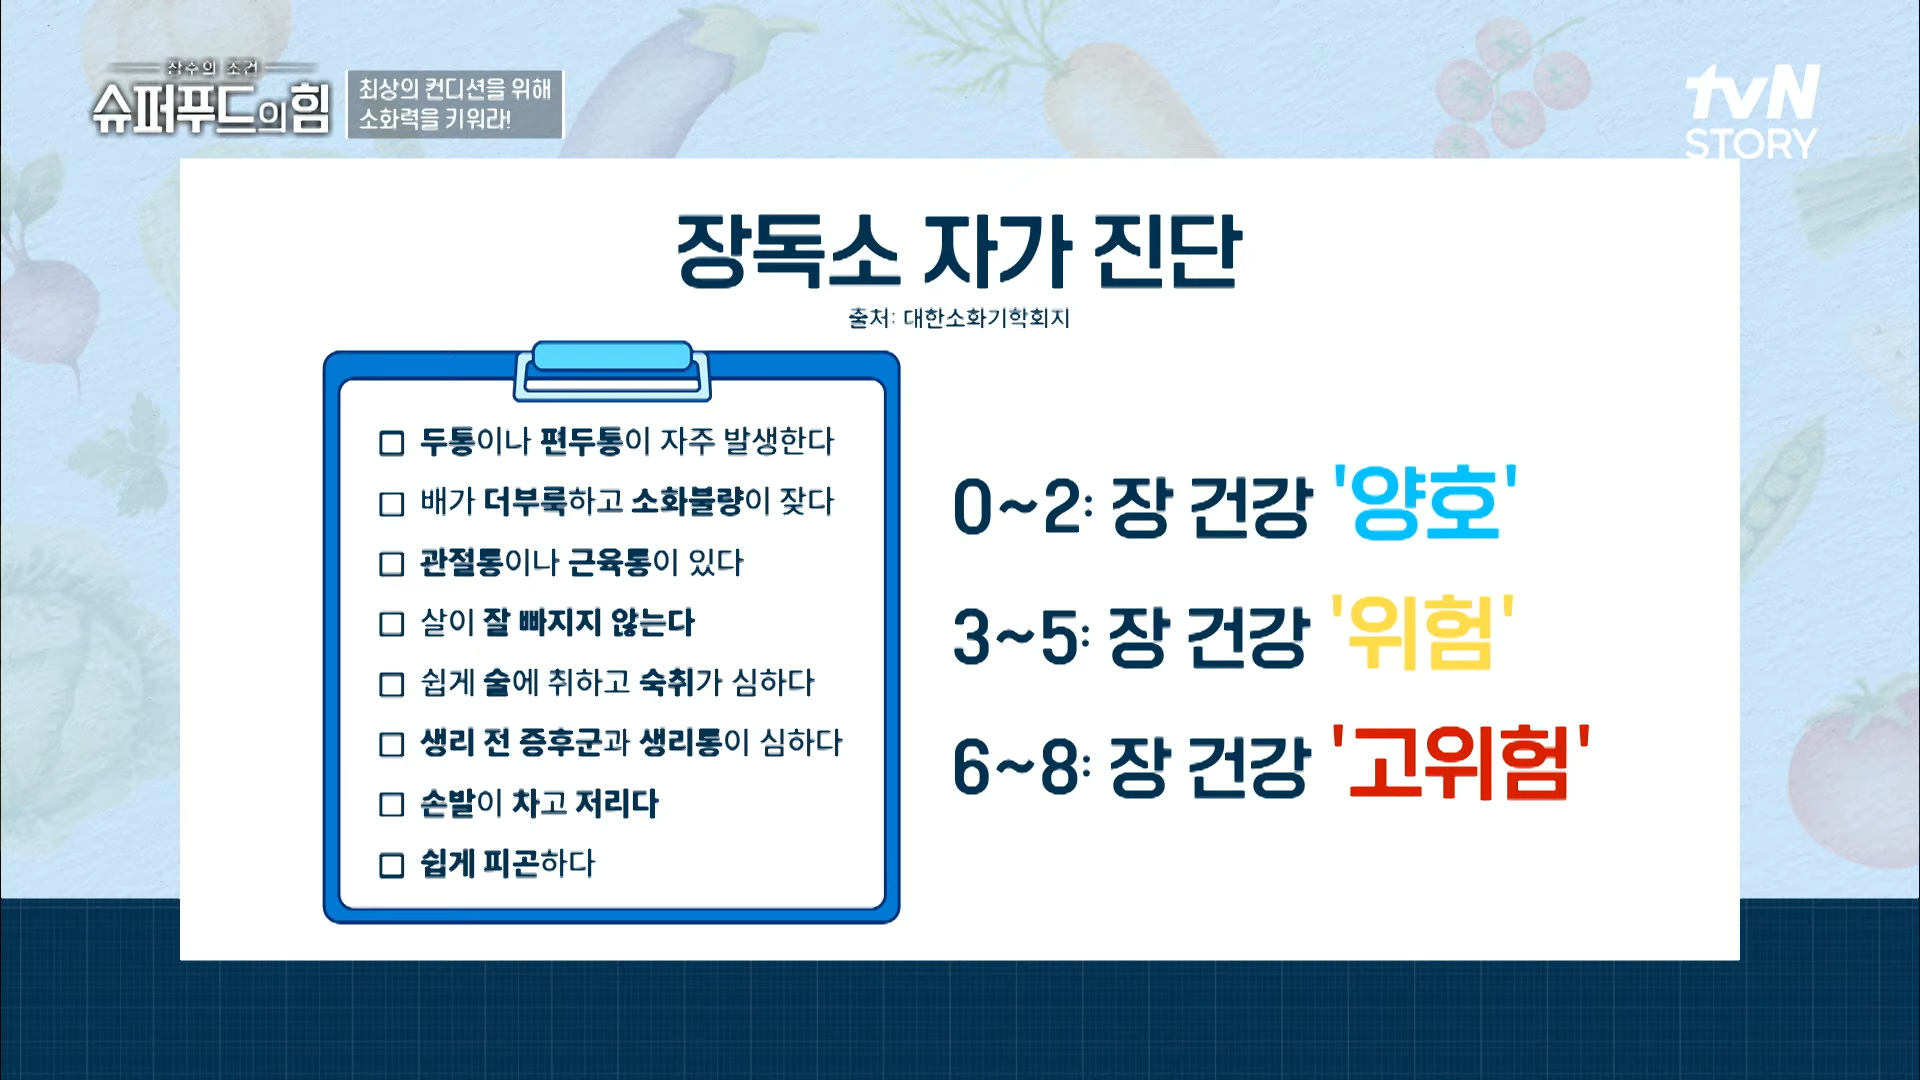 장수의 조건
슈퍼푸드의 힘
최상의 컨디션을 위해
소화력을 키워라!
tvN
STORY
장독소 자가 진단
출처: 대한소화기학회지
두통이나 편두통이 자주 발생한다
배가 더부룩하고 소화불량이 잦다
관절통이나 근육통이 있다
살이 잘 빠지지 않는다
쉽게 술에 취하고 숙취가 심하다
생리 전 증후군과 생리통이 심하다
손발이 차고 저리다
쉽게 피곤하다
0~2: 장 건강 '양호'
3~5: 장 건강 '위험'
6~8: 장 건강 '고위험'